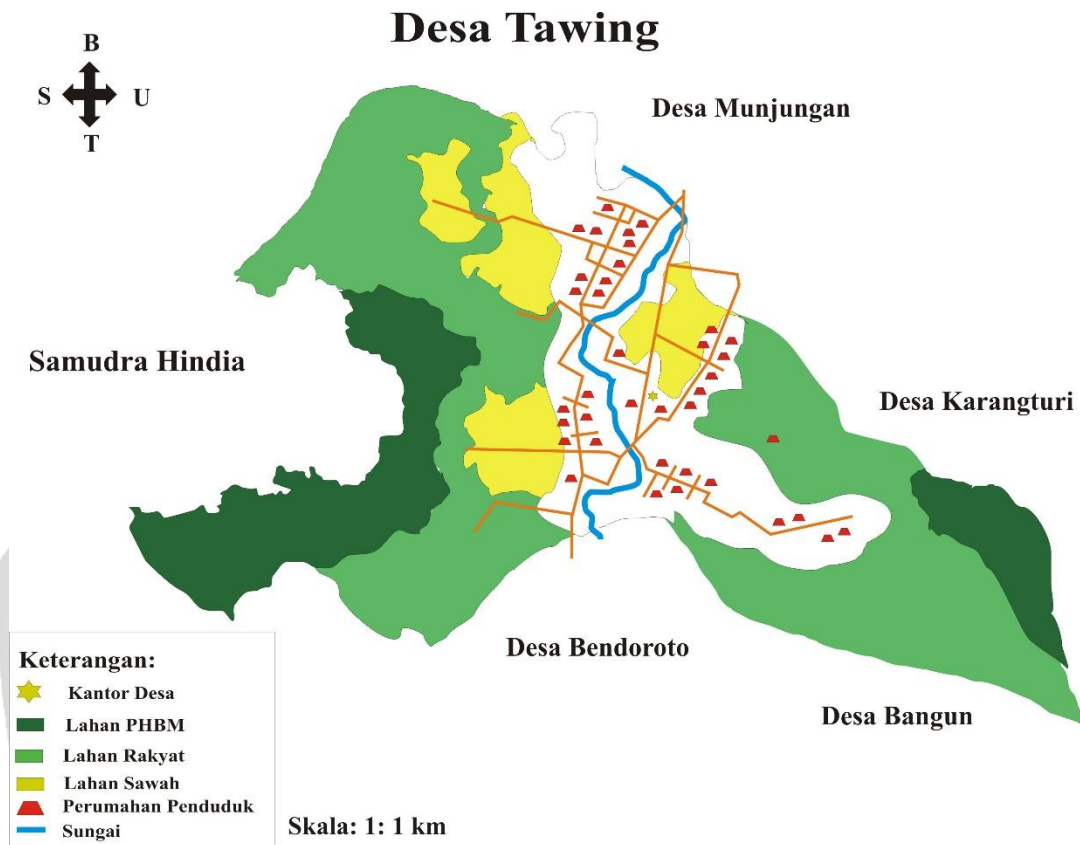 Desa Tawing
B
S U
T
Desa Munjungan
Samudra Hindia
Desa Karangturi
Desa Bendoroto
Desa Bangun
Keterangan:
Kantor Desa
Lahan PHBM
Lahan Rakyat
Lahan Sawah
Perumahan Penduduk
Sungai
Skala: 1: 1 km